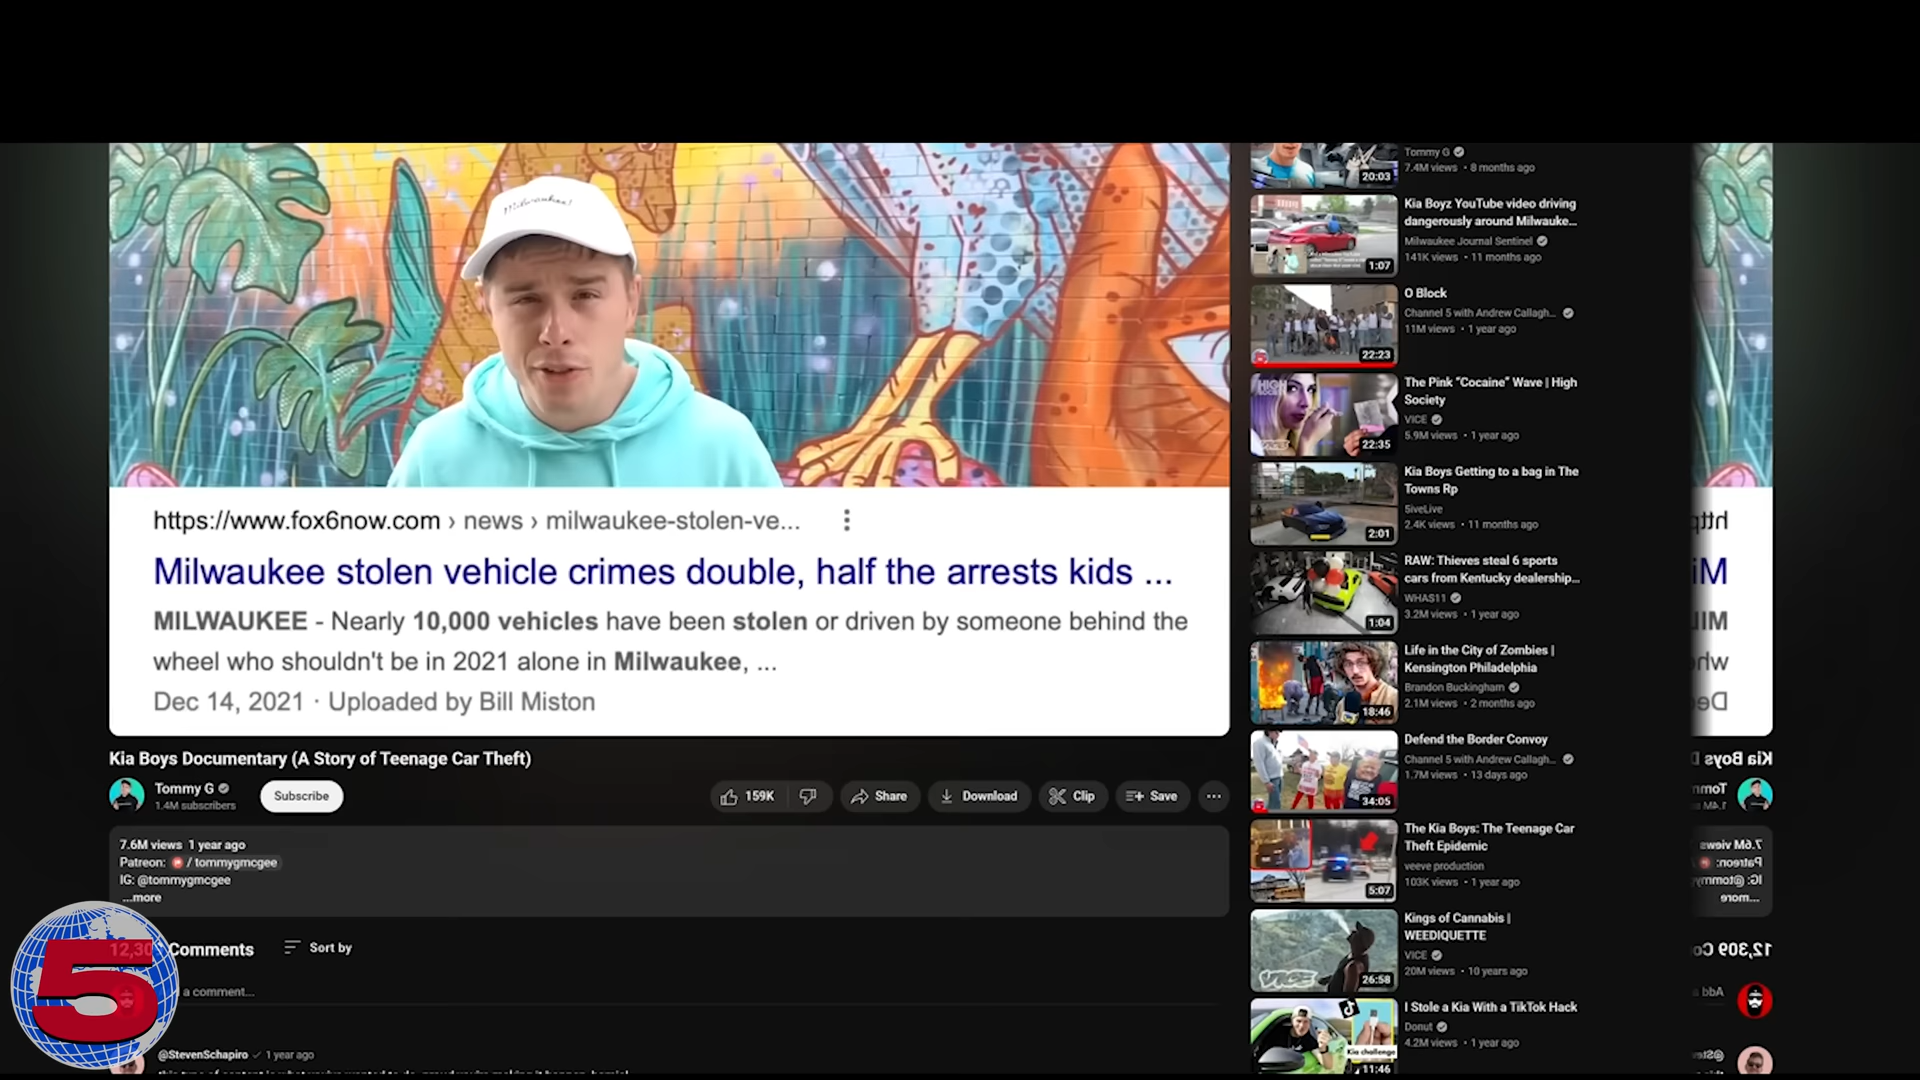 Milwaukee!
https://www.fox6now.com › news › milwaukee-stolen-ve...
Milwaukee stolen vehicle crimes double, half the arrests kids ...
MILWAUKEE - Nearly 10,000 vehicles have been stolen or driven by someone behind the
wheel who shouldn't be in 2021 alone in Milwaukee, ...
Dec 14, 2021 · Uploaded by Bill Miston
Kia Boys Documentary (A Story of Teenage Car Theft)
Tommy G
1.4M subscribers
Subscribe
159K
Share
Download
Clip
Save
7.6M views 1 year ago
Patreon: / tommygmcgee
IG: @tommygmcgee
...more
Comments
Sort by
a comment...
@StevenSchapiro 1 year ago
5
Tommy G
7.4M views • 8 months ago
20:03
Kia Boyz YouTube video driving
dangerously around Milwauke...
Milwaukee Journal Sentinel
141K views • 11 months ago
1:07
O Block
Channel 5 with Andrew Callagh...
11M views • 1 year ago
22:23
The Pink “Cocaine” Wave | High
Society
VICE
5.9M views • 1 year ago
HIGH
22:35
Kia Boys Getting to a bag in The
Towns Rp
5iveLive
2.4K views • 11 months ago
2:01
RAW: Thieves steal 6 sports
cars from Kentucky dealership...
WHAS11
3.2M views • 1 year ago
1:04
Life in the City of Zombies |
Kensington Philadelphia
Brandon Buckingham
2.1M views • 2 months ago
18:46
Defend the Border Convoy
Channel 5 with Andrew Callagh...
1.7M views • 13 days ago
34:05
The Kia Boys: The Teenage Car
Theft Epidemic
veeve production
103K views • 1 year ago
5:07
Kings of Cannabis |
WEEDIQUETTE
VICE
20M views • 10 years ago
VICE
26:58
I Stole a Kia With a TikTok Hack
Donut
4.2M views • 1 year ago
Kia challenge
11:46